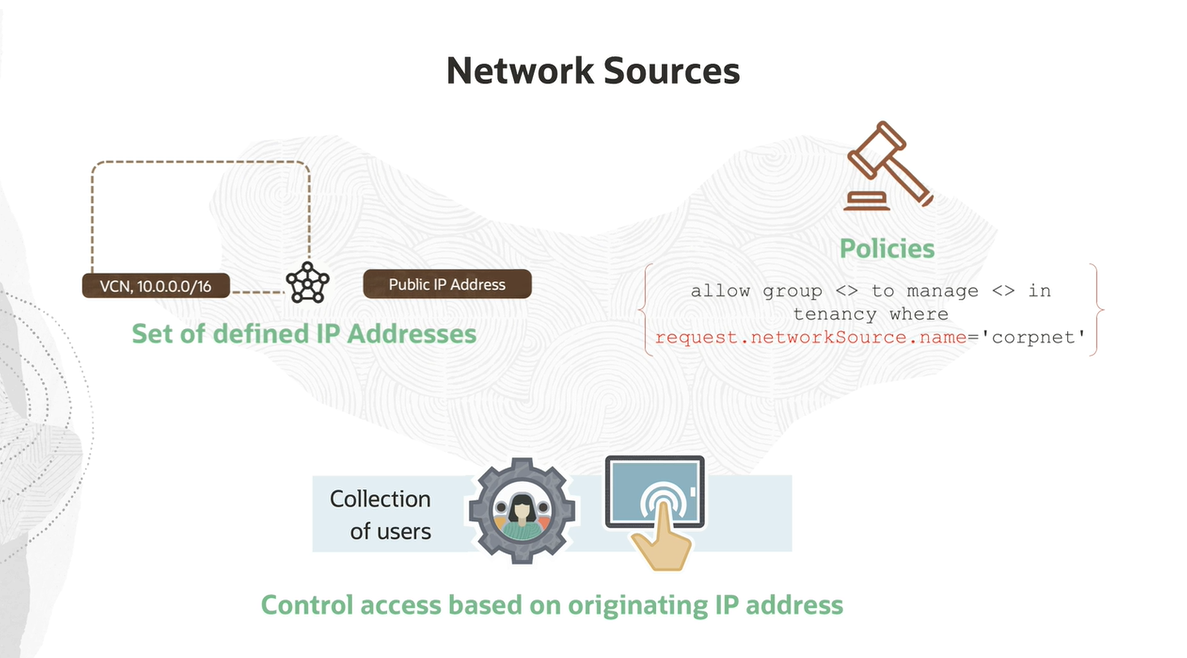 Network Sources
VCN, 10.0.0.0/16
Public IP Address
Set of defined IP Addresses
Policies
allow group <> to manage <> in
tenancy where
request.networkSource.name='corpnet'
Collection
of users
Control access based on originating IP address